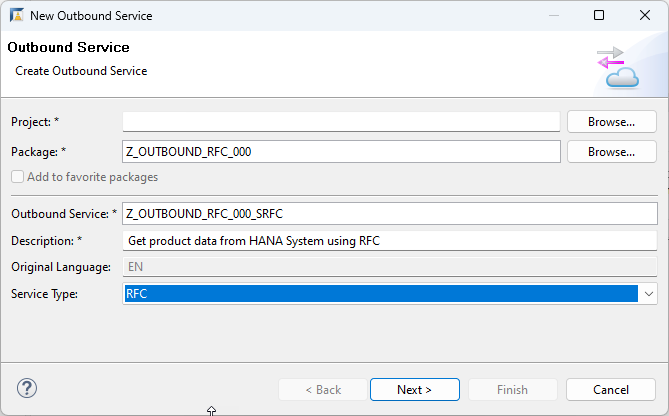 New Outbound Service
Outbound Service
Create Outbound Service
Project: *
Browse...
Package: * Z_OUTBOUND_RFC_000 Browse...
Add to favorite packages
Outbound Service: * Z_OUTBOUND_RFC_000_SRFC
Description: * Get product data from HANA System using RFC
Original Language: EN
Service Type: RFC
< Back Next > Finish Cancel